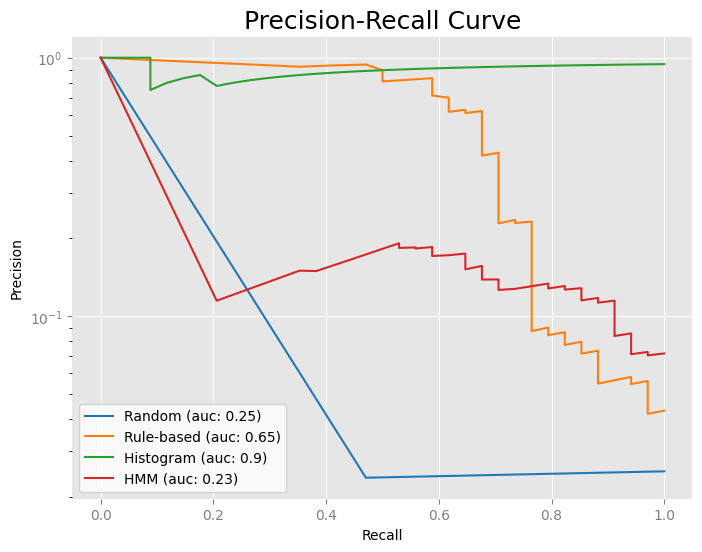 Precision-Recall Curve
10⁰
Precision
10⁻¹
Random (auc: 0.25)
Rule-based (auc: 0.65)
Histogram (auc: 0.9)
HMM (auc: 0.23)
0.0 0.2 0.4 0.6 0.8 1.0
Recall